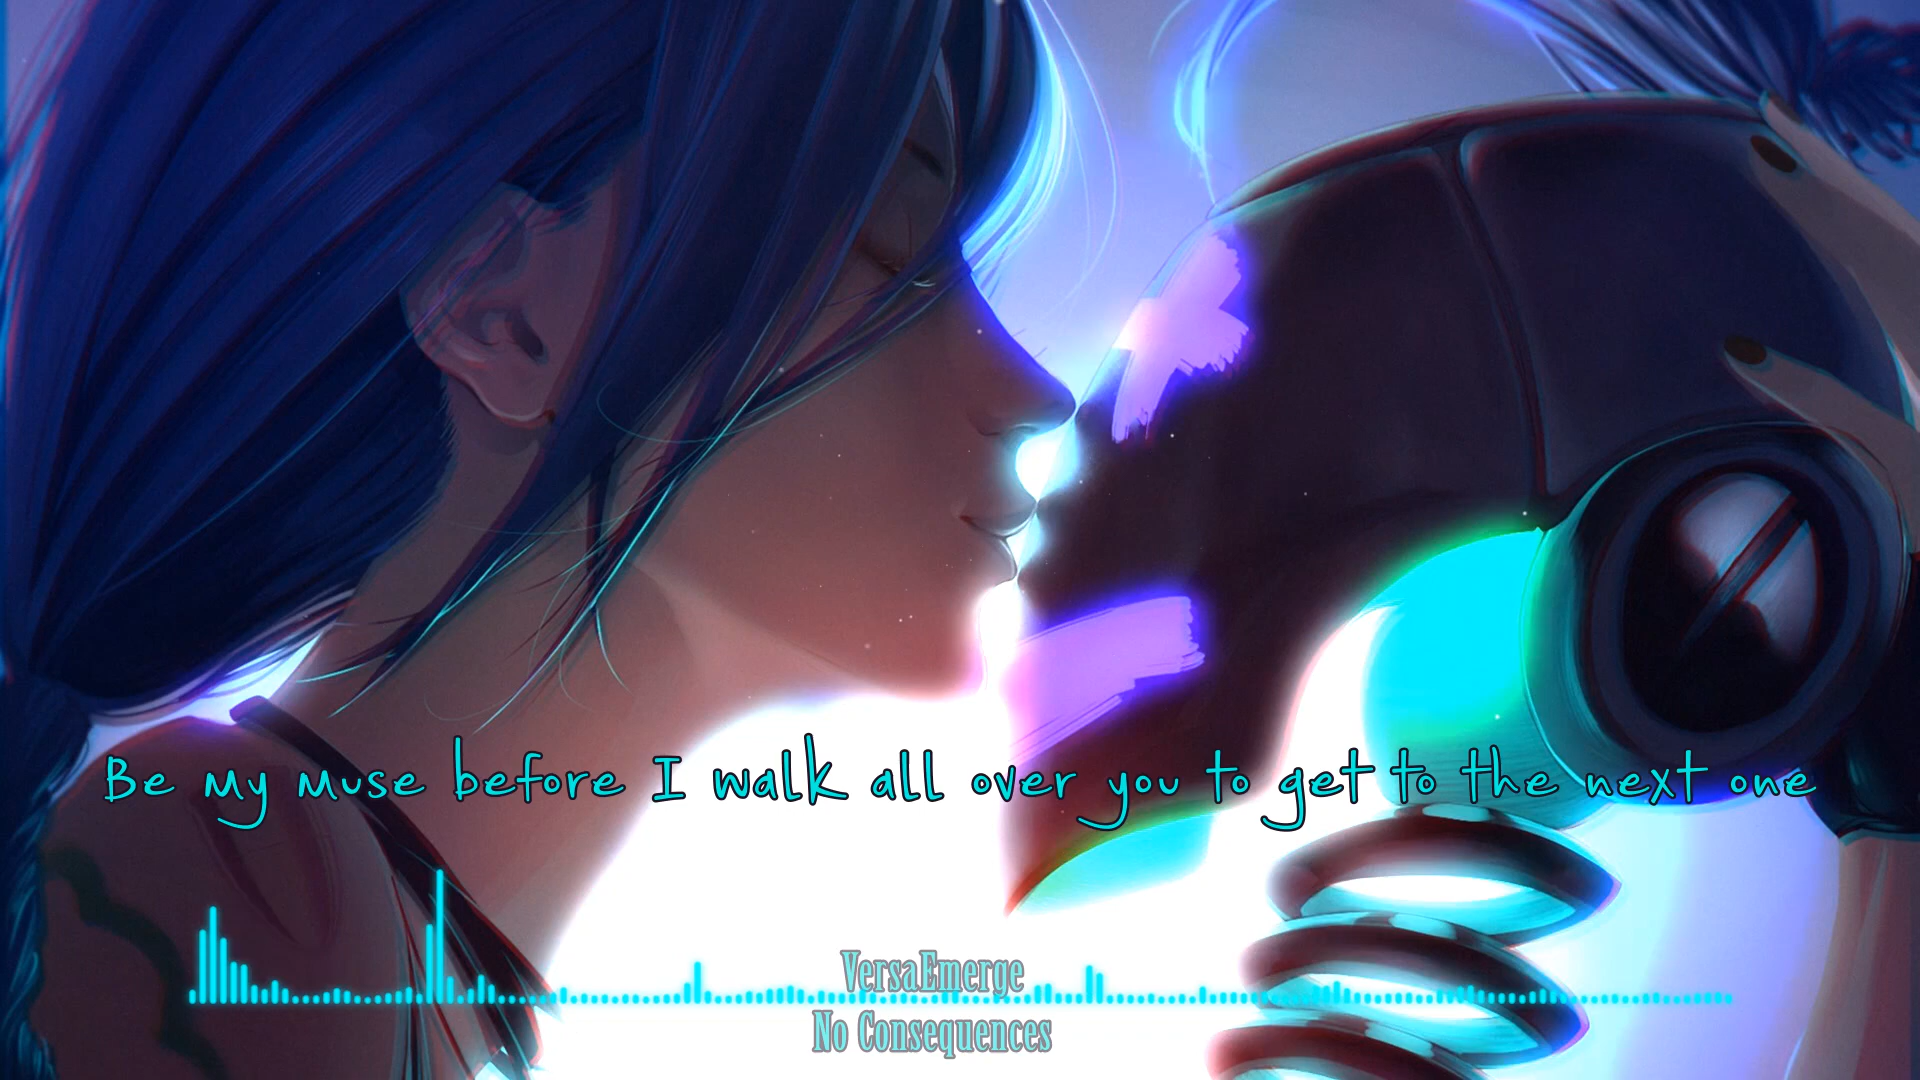 Be My Muse before I walk all over you to get to the next one
VersaEmerge
No Consequences